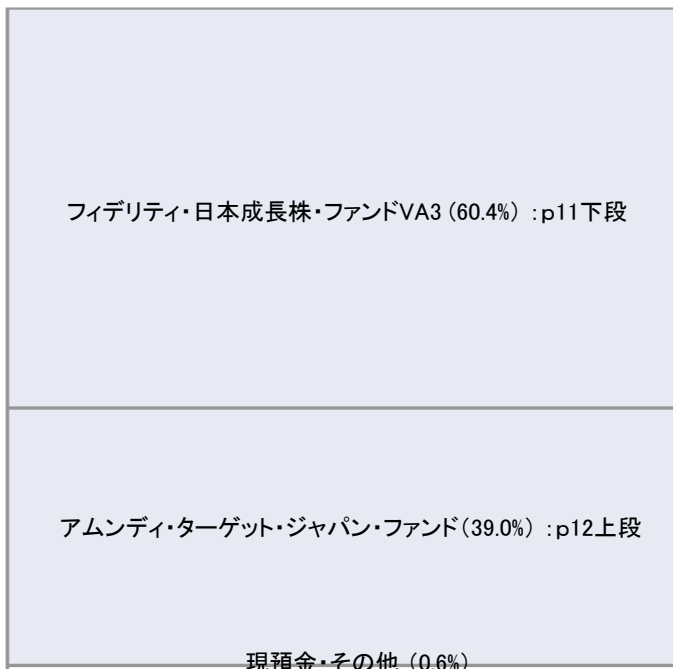 フィデリティ・日本成長株・ファンドVA3 (60.4%) :p11下段
アムンディ・ターゲット・ジャパン・ファンド(39.0%) :p12上段
現預金・その他 (0.6%)